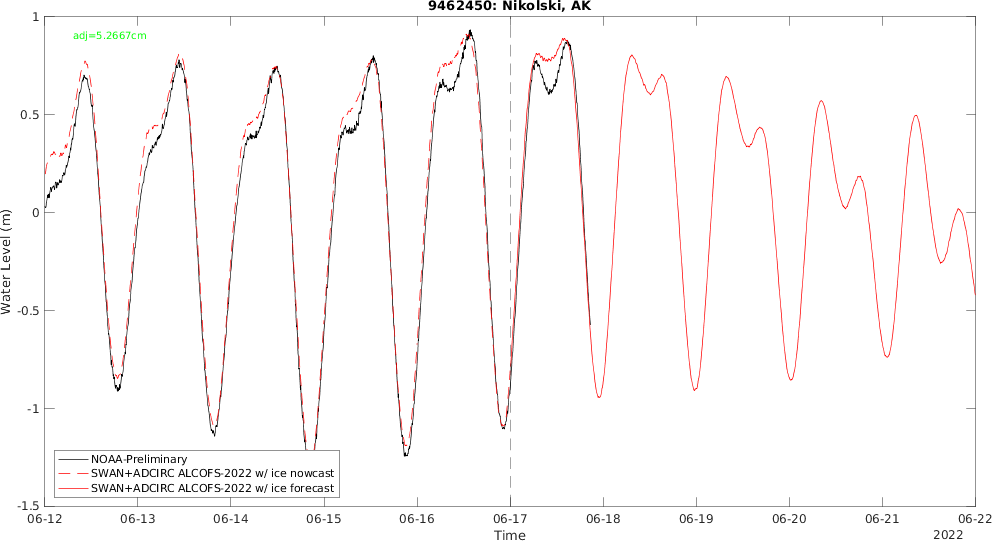 9462450: Nikolski, AK
adj=5.2667cm
Water Level (m)
1
0.5
0
-0.5
-1
-1.5
NOAA-Preliminary
SWAN+ADCIRC ALCOFS-2022 w/ ice nowcast
SWAN+ADCIRC ALCOFS-2022 w/ ice forecast
06-12 06-13 06-14 06-15 06-16 06-17 06-18 06-19 06-20 06-21 06-22
Time
2022